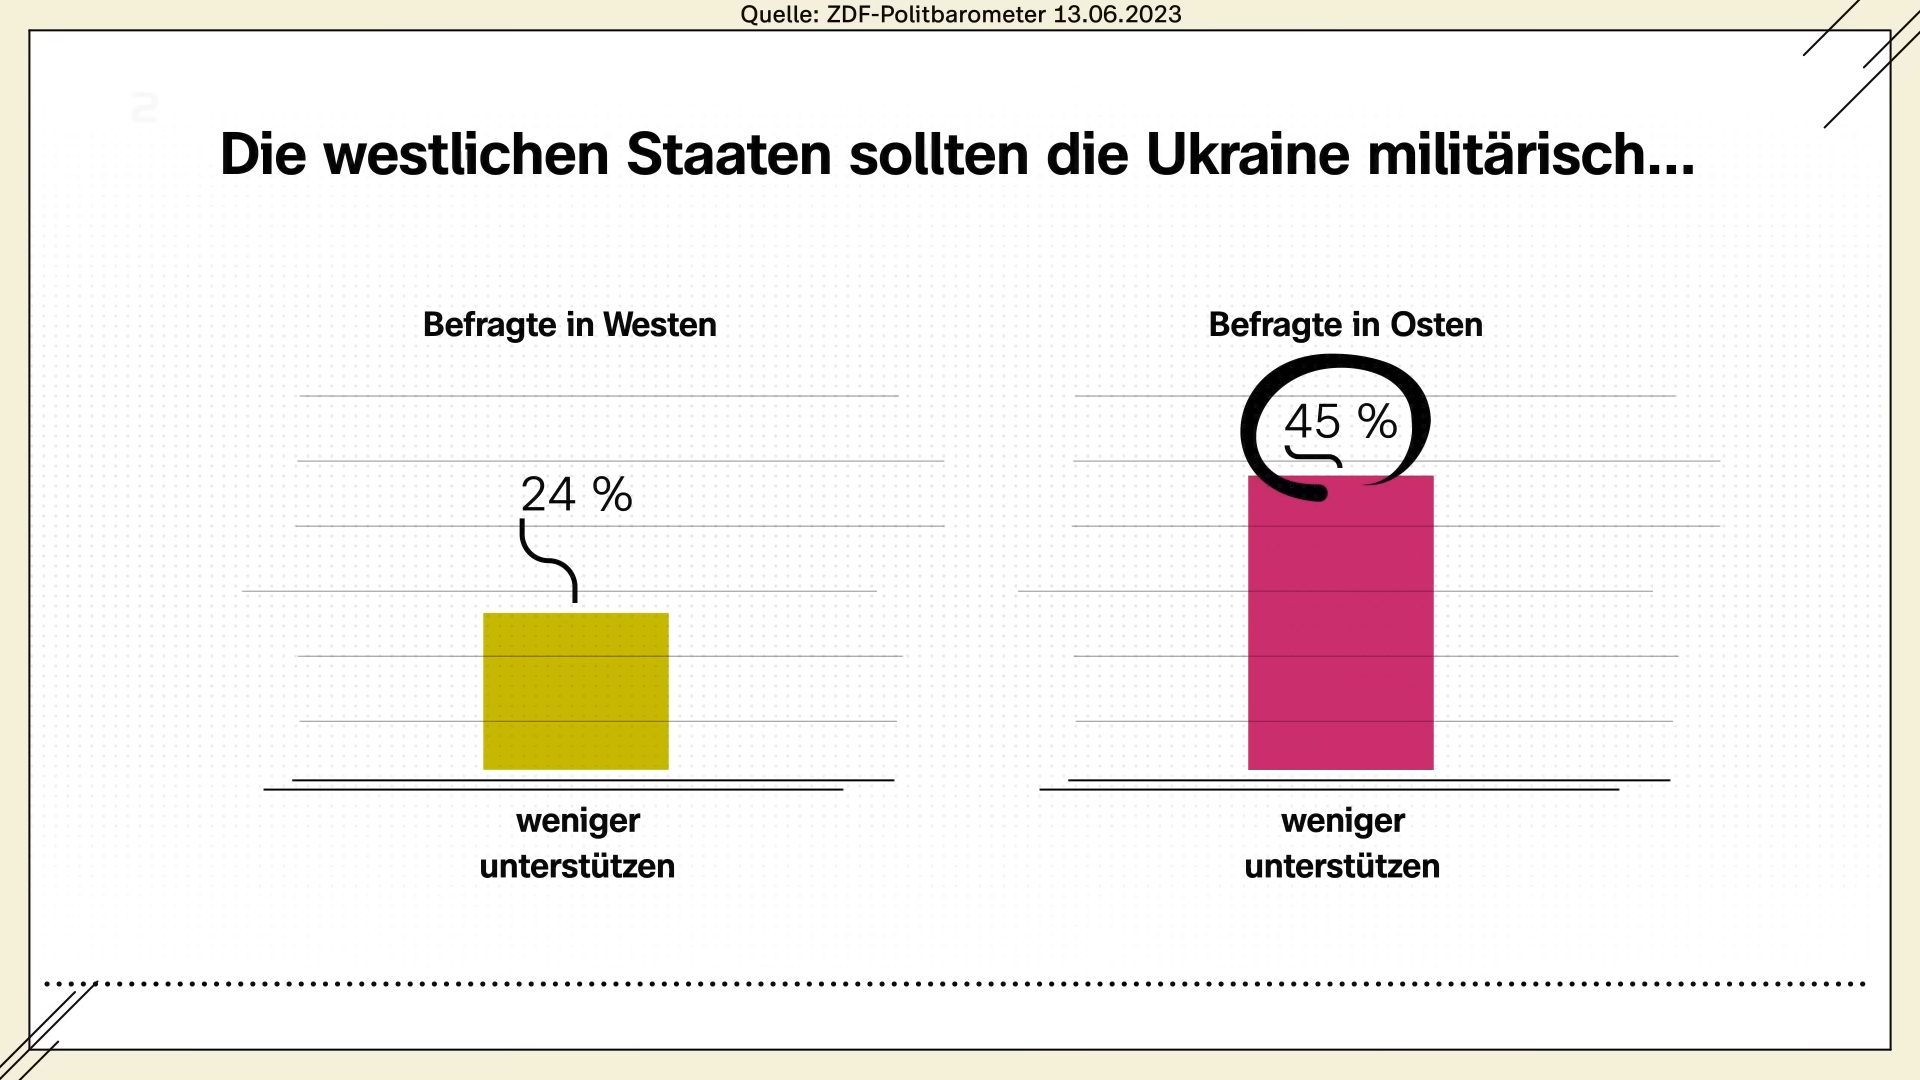 Quelle: ZDF-Politbarometer 13.06.2023
Die westlichen Staaten sollten die Ukraine militärisch...
Befragte in Westen
24 %
weniger
unterstützen
Befragte in Osten
45 %
weniger
unterstützen